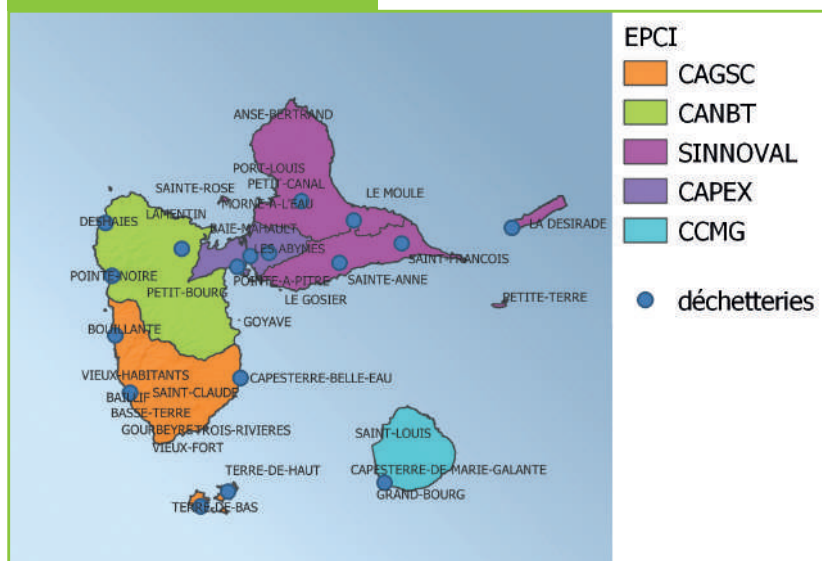 ANSE-BERTRAND
PORT-LOUIS
SAINTE-ROSE
PETIT-CANAL
LE MOULE
MORNE-A-L'EAU
LAMENTIN
DESHAIES
BAIE-MAHAULT
LA DESIRADE
LES ABYMES
SAINT-FRANCOIS
POINTE-NOIRE
POINTE-A-PITRE
SAINTE-ANNE
PETIT-BOURG
LE GOSIER
PETITE-TERRE
GOYAVE
BOUILLANTE
VIEUX-HABITANTS
CAPESTERRE-BELLE-EAU
SAINT-CLAUDE
BAILLIF
BASSE-TERRE
GOURBEYRE
TROIS-RIVIERES
VIEUX-FORT
SAINT-LOUIS
TERRE-DE-HAUT
CAPESTERRE-DE-MARIE-GALANTE
GRAND-BOURG
TERRE-DE-BAS
EPCI
CAGSC
CANBT
SINNOVAL
CAPEX
CCMG
déchetteries